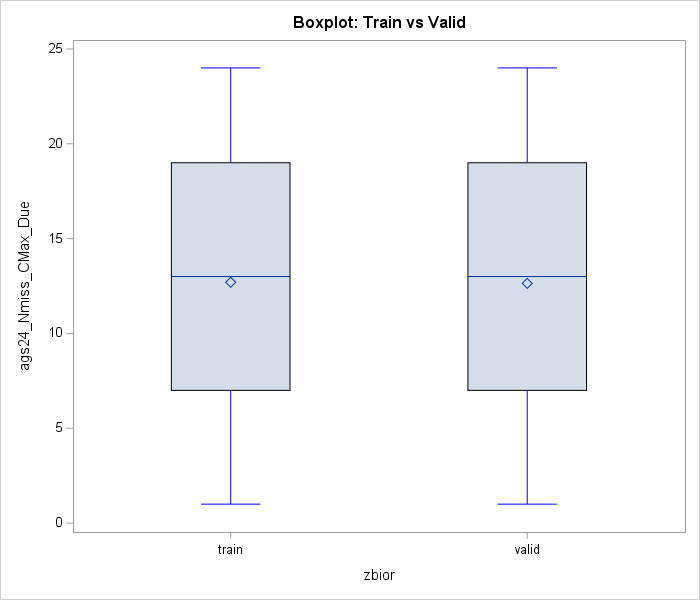 Boxplot: Train vs Valid
25
20
15
10
5
0
ags24_Nmiss_CMax_Due
train
valid
zbior